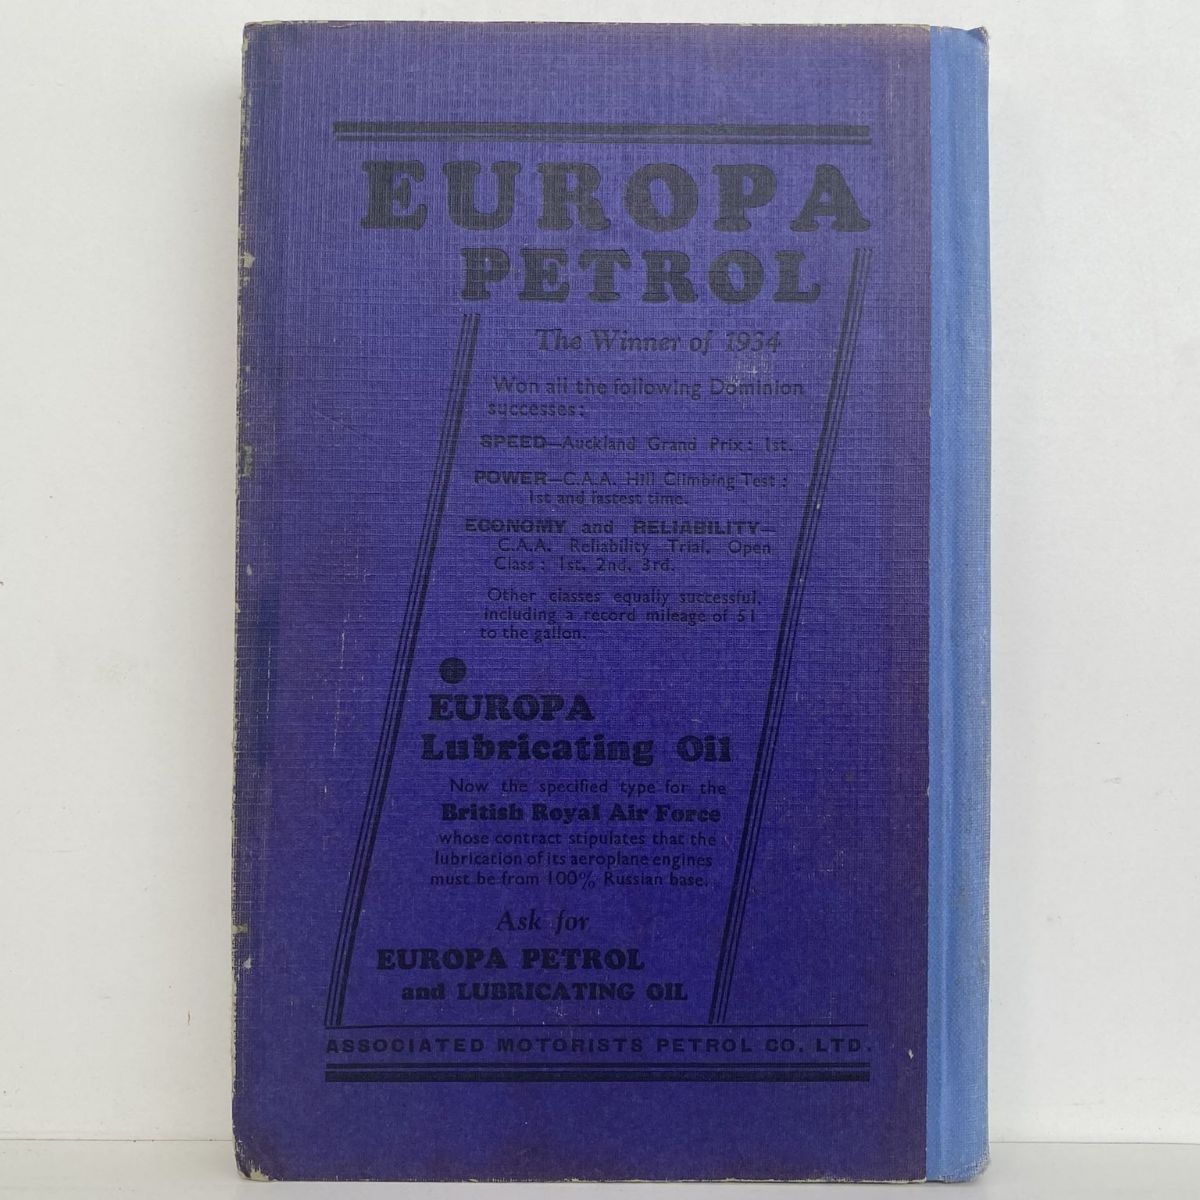 EUROPA
PETROL
The Winner of 1934
Won all the following Dominion
successes:
SPEED—Auckland Grand Prix: 1st.
POWER—C.A.A. Hill Climbing Test:
1st and fastest time.
ECONOMY and RELIABILITY—
C.A.A. Reliability Trial, Open
Class: 1st, 2nd, 3rd.
Other classes equally successful,
including a record mileage of 51
to the gallon.
EUROPA
Lubricating Oil
Now the specified type for the
British Royal Air Force
whose contract stipulates that the
lubrication of its aeroplane engines
must be from 100% Russian base.
Ask for
EUROPA PETROL
and LUBRICATING OIL
ASSOCIATED MOTORISTS PETROL CO. LTD.